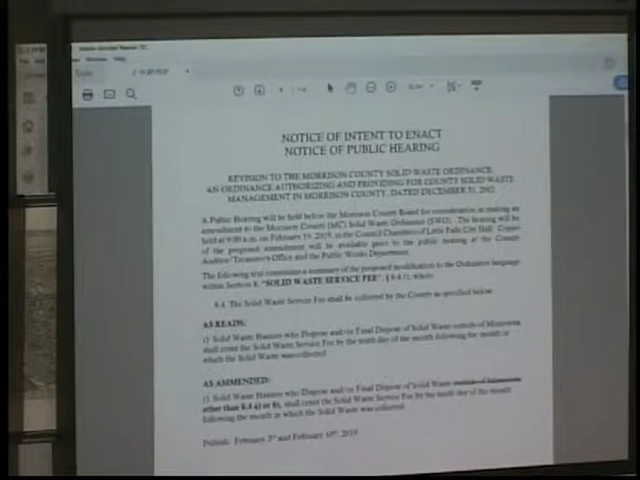 NOTICE OF INTENT TO ENACT
NOTICE OF PUBLIC HEARING
REVISION TO THE MORRISON COUNTY SOLID WASTE ORDINANCE,
AN ORDINANCE AUTHORIZING AND PROVIDING FOR COUNTY SOLID WASTE
MANAGEMENT IN MORRISON COUNTY, DATED DECEMBER 31, 2002
A Public Hearing will be held before the Morrison County Board for consideration in making an
amendment to the Morrison County (MC) Solid Waste Ordinance (SWO). The hearing will be
held at 9:00 a.m. on February 19, 2019, in the Council Chambers of Little Falls City Hall. Copies
of the proposed amendment will be available prior to the public hearing at the County
Auditor/Treasurer's Office and the Public Works Department.
The following text constitutes a summary of the proposed modification to the Ordinance language
within Section 8, "SOLID WASTE SERVICE FEE", § 8.4 where:
8.4 The Solid Waste Service Fee shall be collected by the County as specified below
AS READS:
Solid Waste Haulers who Dispose and/or Final Dispose of Solid Waste outside of Minnesota
shall remit the Solid Waste Service Fee by the tenth day of the month following the month in
which the Solid Waste was collected.
AS AMMENDED:
Solid Waste Haulers who Dispose and/or Final Dispose of Solid Waste outside of Minnesota
other than 8.4 a) or b), shall remit the Solid Waste Service Fee by the tenth day of the month
following the month in which the Solid Waste was collected.
Publish: February 3rd and February 10th, 2019